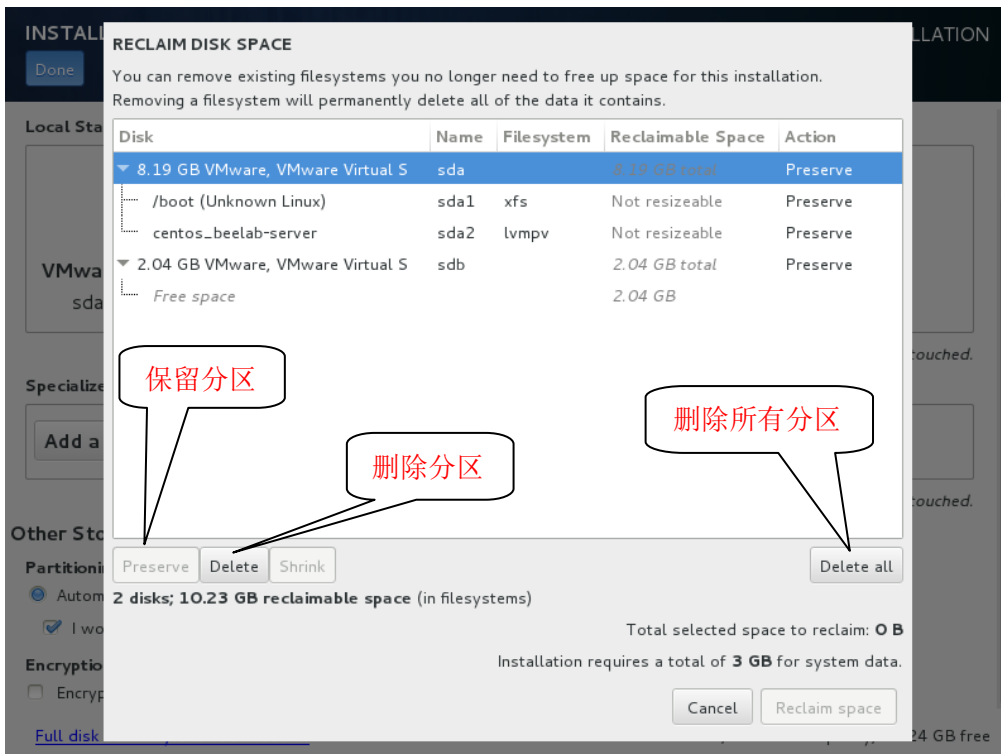 INSTALL
LLATION
Done
RECLAIM DISK SPACE
You can remove existing filesystems you no longer need to free up space for this installation.
Removing a filesystem will permanently delete all of the data it contains.
Local Sta
Disk Name Filesystem Reclaimable Space Action
8.19 GB VMware, VMware Virtual S sda 8.19 GB total Preserve
/boot (Unknown Linux) sda1 xfs Not resizeable Preserve
centos_beelab-server sda2 lvmpv Not resizeable Preserve
2.04 GB VMware, VMware Virtual S sdb 2.04 GB total Preserve
Free space 2.04 GB
VMwa
sda
touched.
保留分区
删除分区
删除所有分区
Specialize
Add a
touched.
Other Sto
Preserve Delete Shrink Delete all
2 disks; 10.23 GB reclaimable space (in filesystems)
Total selected space to reclaim: 0 B
Installation requires a total of 3 GB for system data.
Cancel Reclaim space
Partitioni
Autom
I wo
Encryptio
Encryp
Full disk
24 GB free